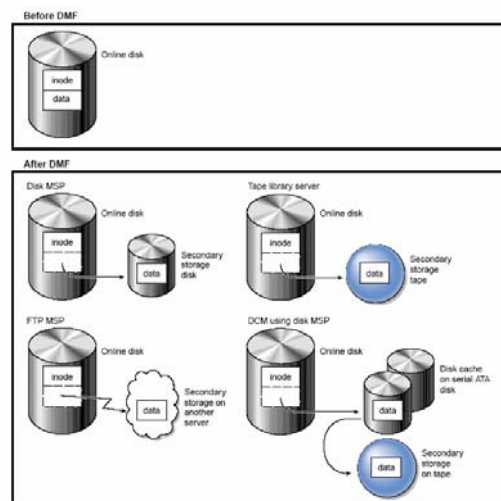 Before DMF
Online disk
inode
data
After DMF
Disk MSP
Online disk
inode
data
Secondary
storage
disk
Tape library server
Online disk
inode
data
Secondary
storage
tape
FTP MSP
Online disk
inode
data
Secondary
storage on
another
server
DCM using disk MSP
Online disk
inode
data
Disk cache
on serial ATA
disk
data
Secondary
storage
on tape